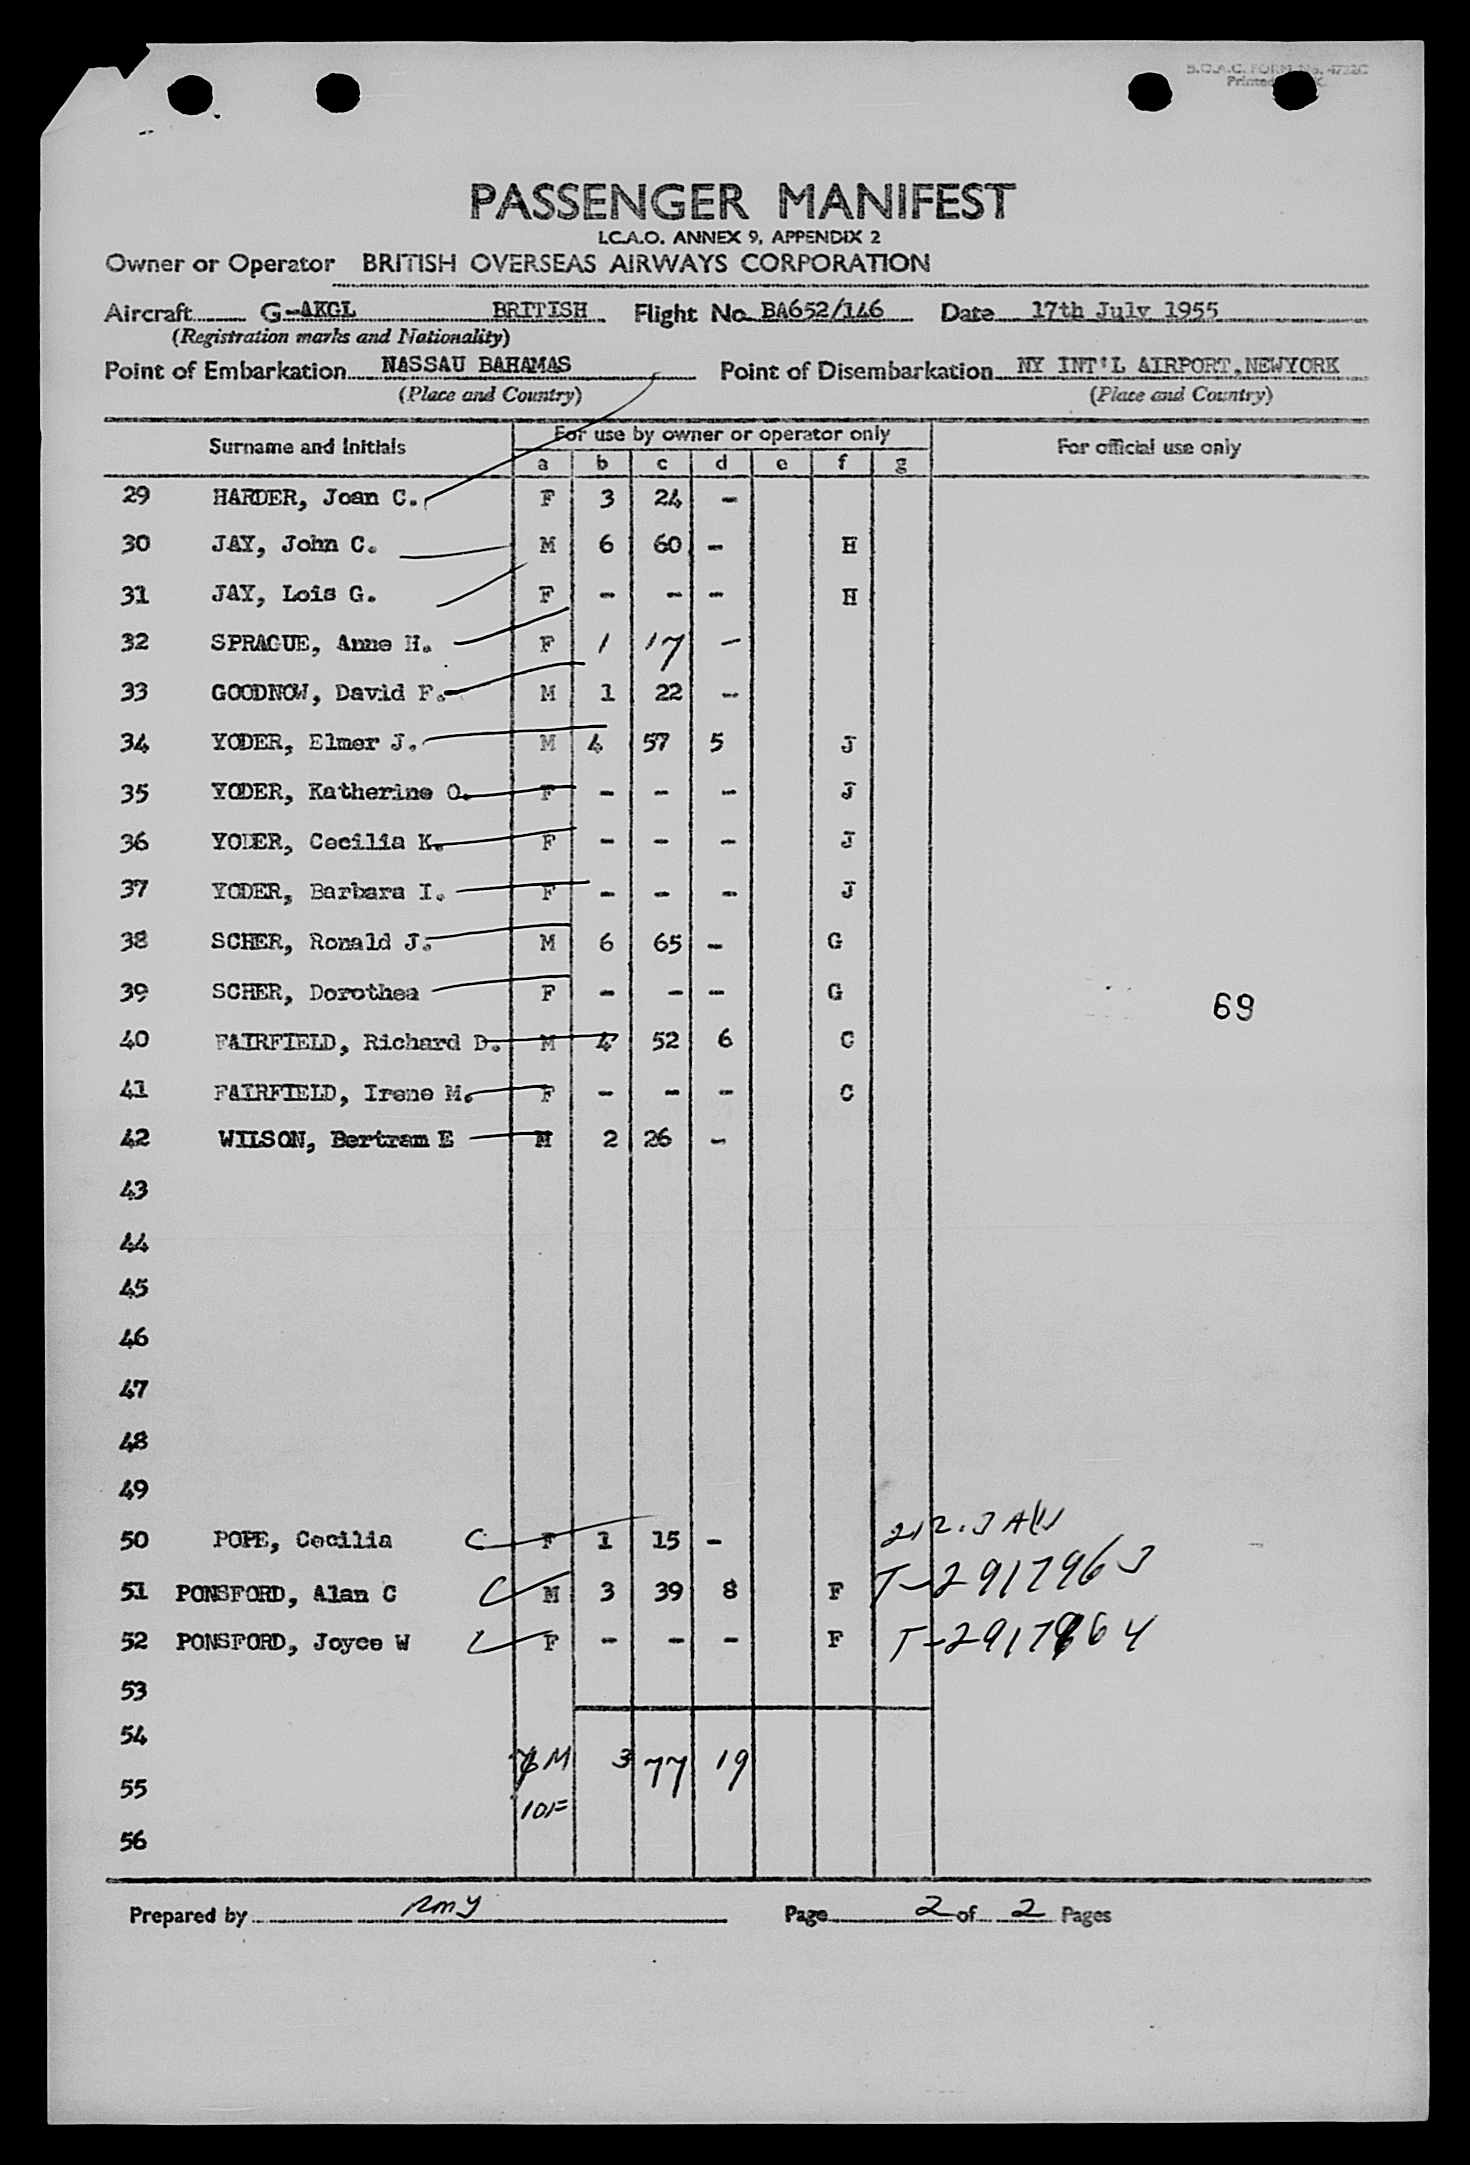 B.O.A.C. FORM No. 4722C
Printed
PASSENGER MANIFEST
I.C.A.O. ANNEX 9, APPENDIX 2
Owner or Operator BRITISH OVERSEAS AIRWAYS CORPORATION
Aircraft G-AKGL BRITISH Flight No. BA652/146 Date 17th July 1955
(Registration marks and Nationality)
Point of Embarkation NASSAU BAHAMAS Point of Disembarkation NY INT'L AIRPORT, NEWYORK
(Place and Country) (Place and Country)
Surname and Initials For use by owner or operator only For official use only
a b c d e f g
29 HARDER, Joan C. F 3 24 -
30 JAY, John C. M 6 60 - H
31 JAY, Lois G. F - - - H
32 SPRAGUE, Anne H. F 1 17 -
33 GOODNOW, David F. M 1 22 -
34 YODER, Elmer J. M 4 57 5 J
35 YODER, Katherine O. F - - - J
36 YODER, Cecilia K. F - - - J
37 YODER, Barbara I. F - - - J
38 SCHER, Ronald J. M 6 65 - G
39 SCHER, Dorothea F - - - G
69
40 FAIRFIELD, Richard D. M 4 52 6 C
41 FAIRFIELD, Irene M. F - - - C
42 WILSON, Bertram E M 2 26 -
43
44
45
46
47
48
49
50 POPE, Cecilia C F 1 15 -
51 PONSFORD, Alan C C M 3 39 8 F T-2917963
52 PONSFORD, Joyce W C F - - - F T-2917964
53
54
M 3 77 19
55
10F
56
Prepared by RMY Page 2 of 2 Pages